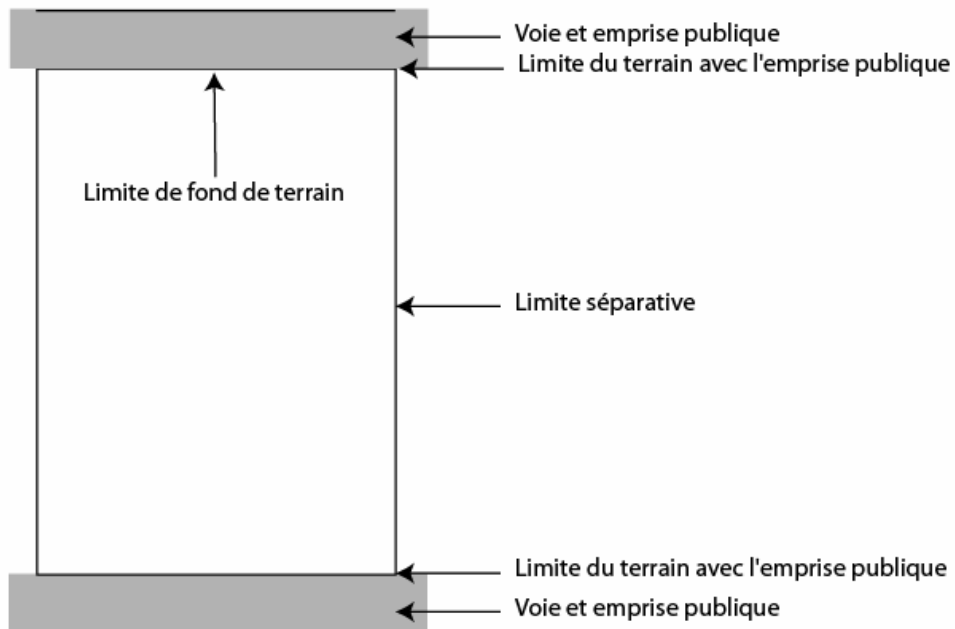 Voie et emprise publique
Limite du terrain avec l'emprise publique
Limite de fond de terrain
Limite séparative
Limite du terrain avec l'emprise publique
Voie et emprise publique